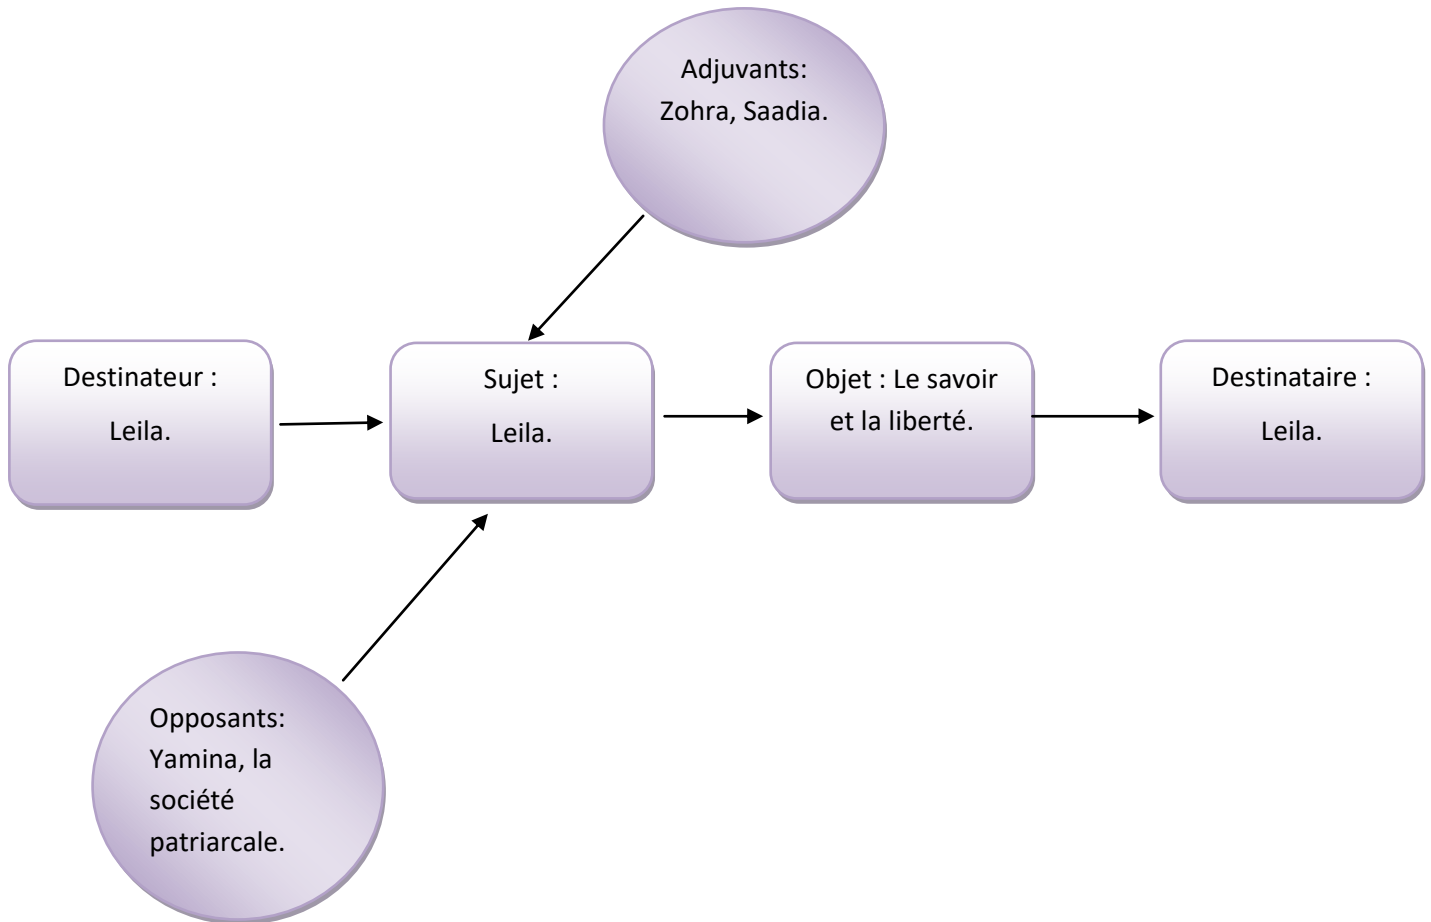 Adjuvants:
Zohra, Saadia.
Destinateur :
Leila.
Sujet :
Leila.
Objet : Le savoir
et la liberté.
Destinataire :
Leila.
Opposants:
Yamina, la
société
patriarcale.